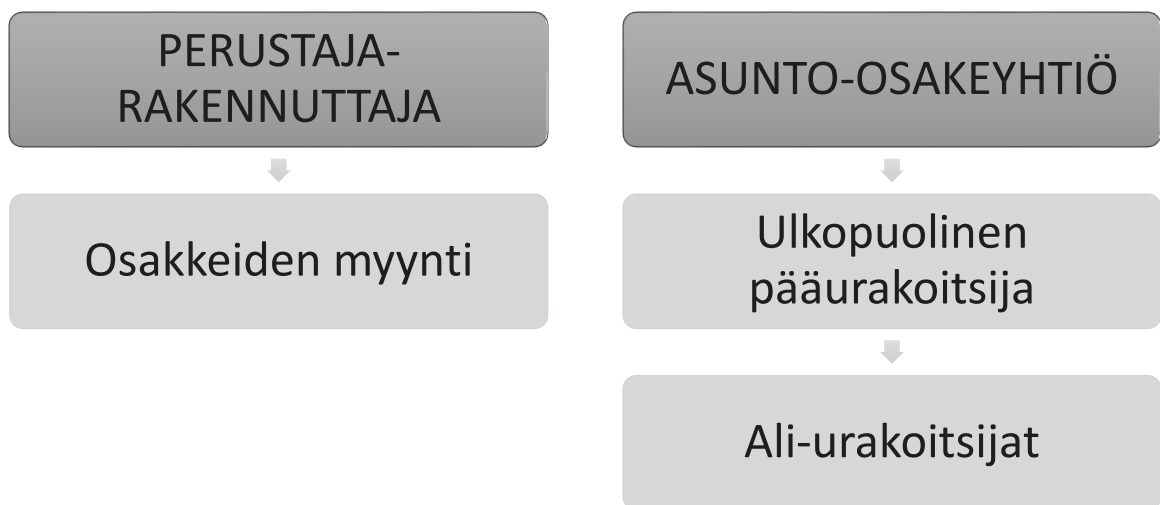 PERUSTAJA-
RAKENNUTTAJA
Osakkeiden myynti
ASUNTO-OSAKEYHTIÖ
Ulkopuolinen
pääurakoitsija
Ali-urakoitsijat